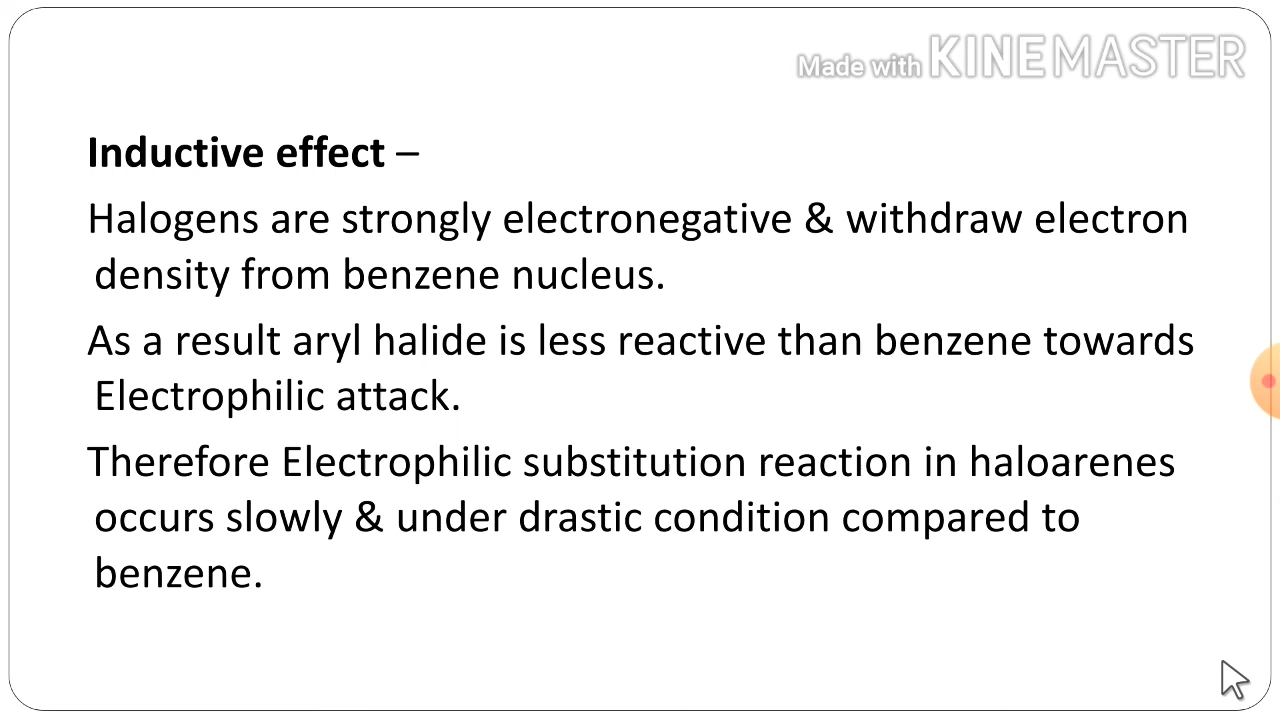 Made with KINEMASTER
Inductive effect –
Halogens are strongly electronegative & withdraw electron
density from benzene nucleus.
As a result aryl halide is less reactive than benzene towards
Electrophilic attack.
Therefore Electrophilic substitution reaction in haloarenes
occurs slowly & under drastic condition compared to
benzene.